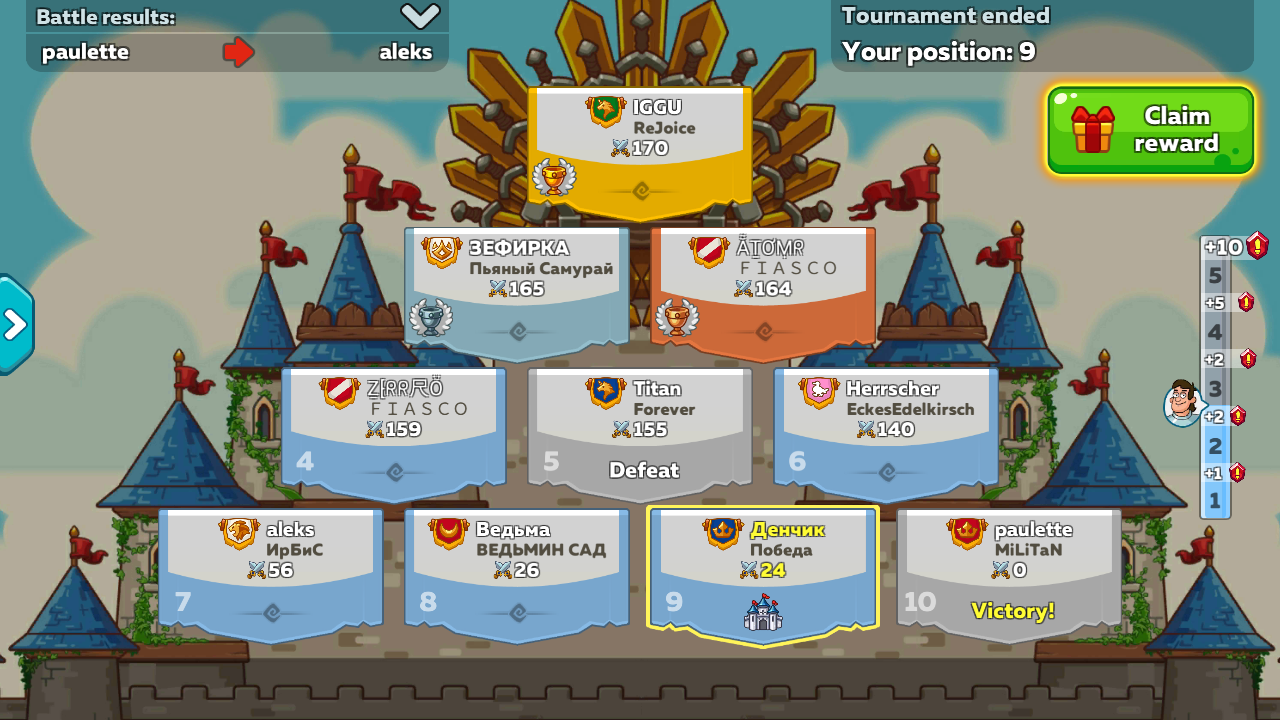 Battle results:
paulette
aleks
Tournament ended
Your position: 9
Claim
reward
IGGU
ReJoice
170
ЗЕФИРКА
Пьяный Самурай
165
FIASCO
164
+10
5
+5
4
+2
3
+2
2
+1
1
FIASCO
159
4
Titan
Forever
155
5
Defeat
Herrscher
EckesEdelkirsch
140
6
aleks
ИрБиС
56
7
Ведьма
ВЕДЬМИН САД
26
8
Денчик
Победа
24
9
paulette
MiLiTaN
0
10
Victory!